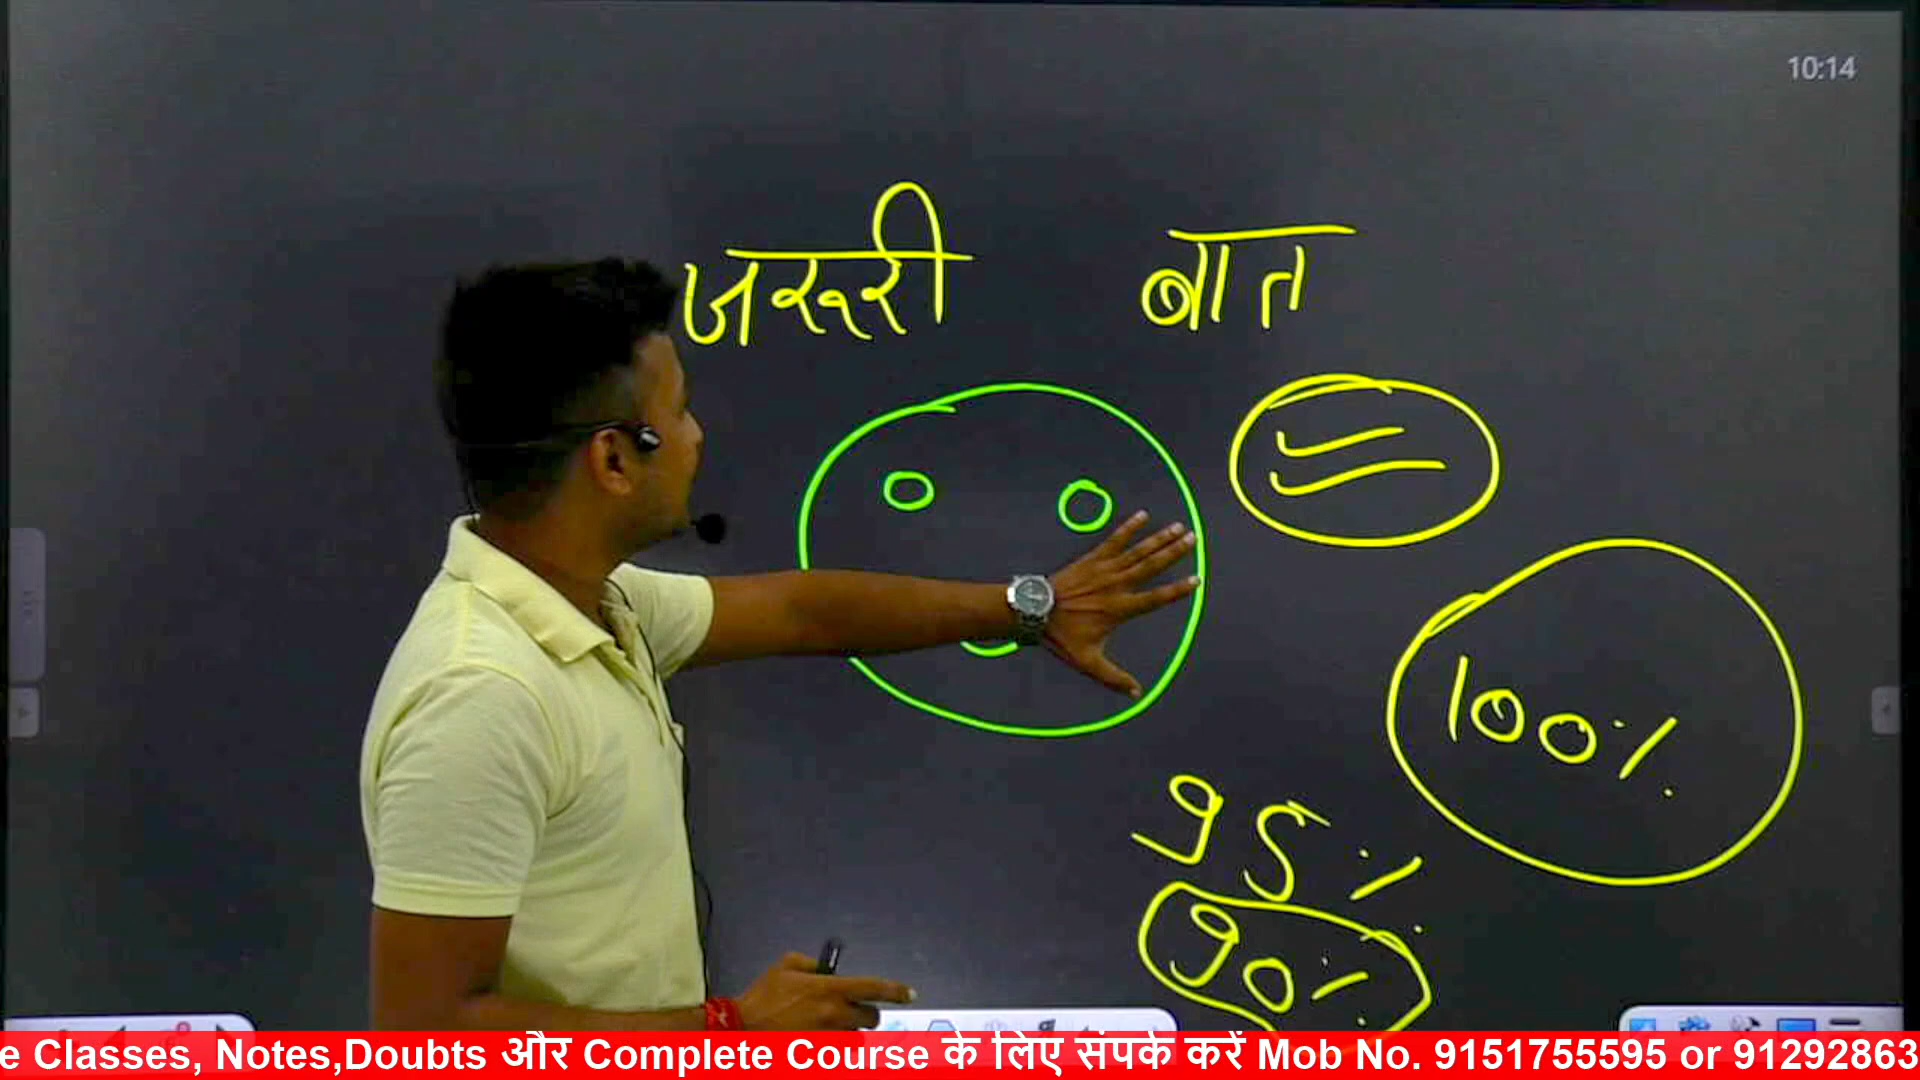 10:14
जरूरी बात
100%
95%
90%
e Classes, Notes,Doubts और Complete Course के लिए संपर्क करें Mob No. 9151755595 or 91292863